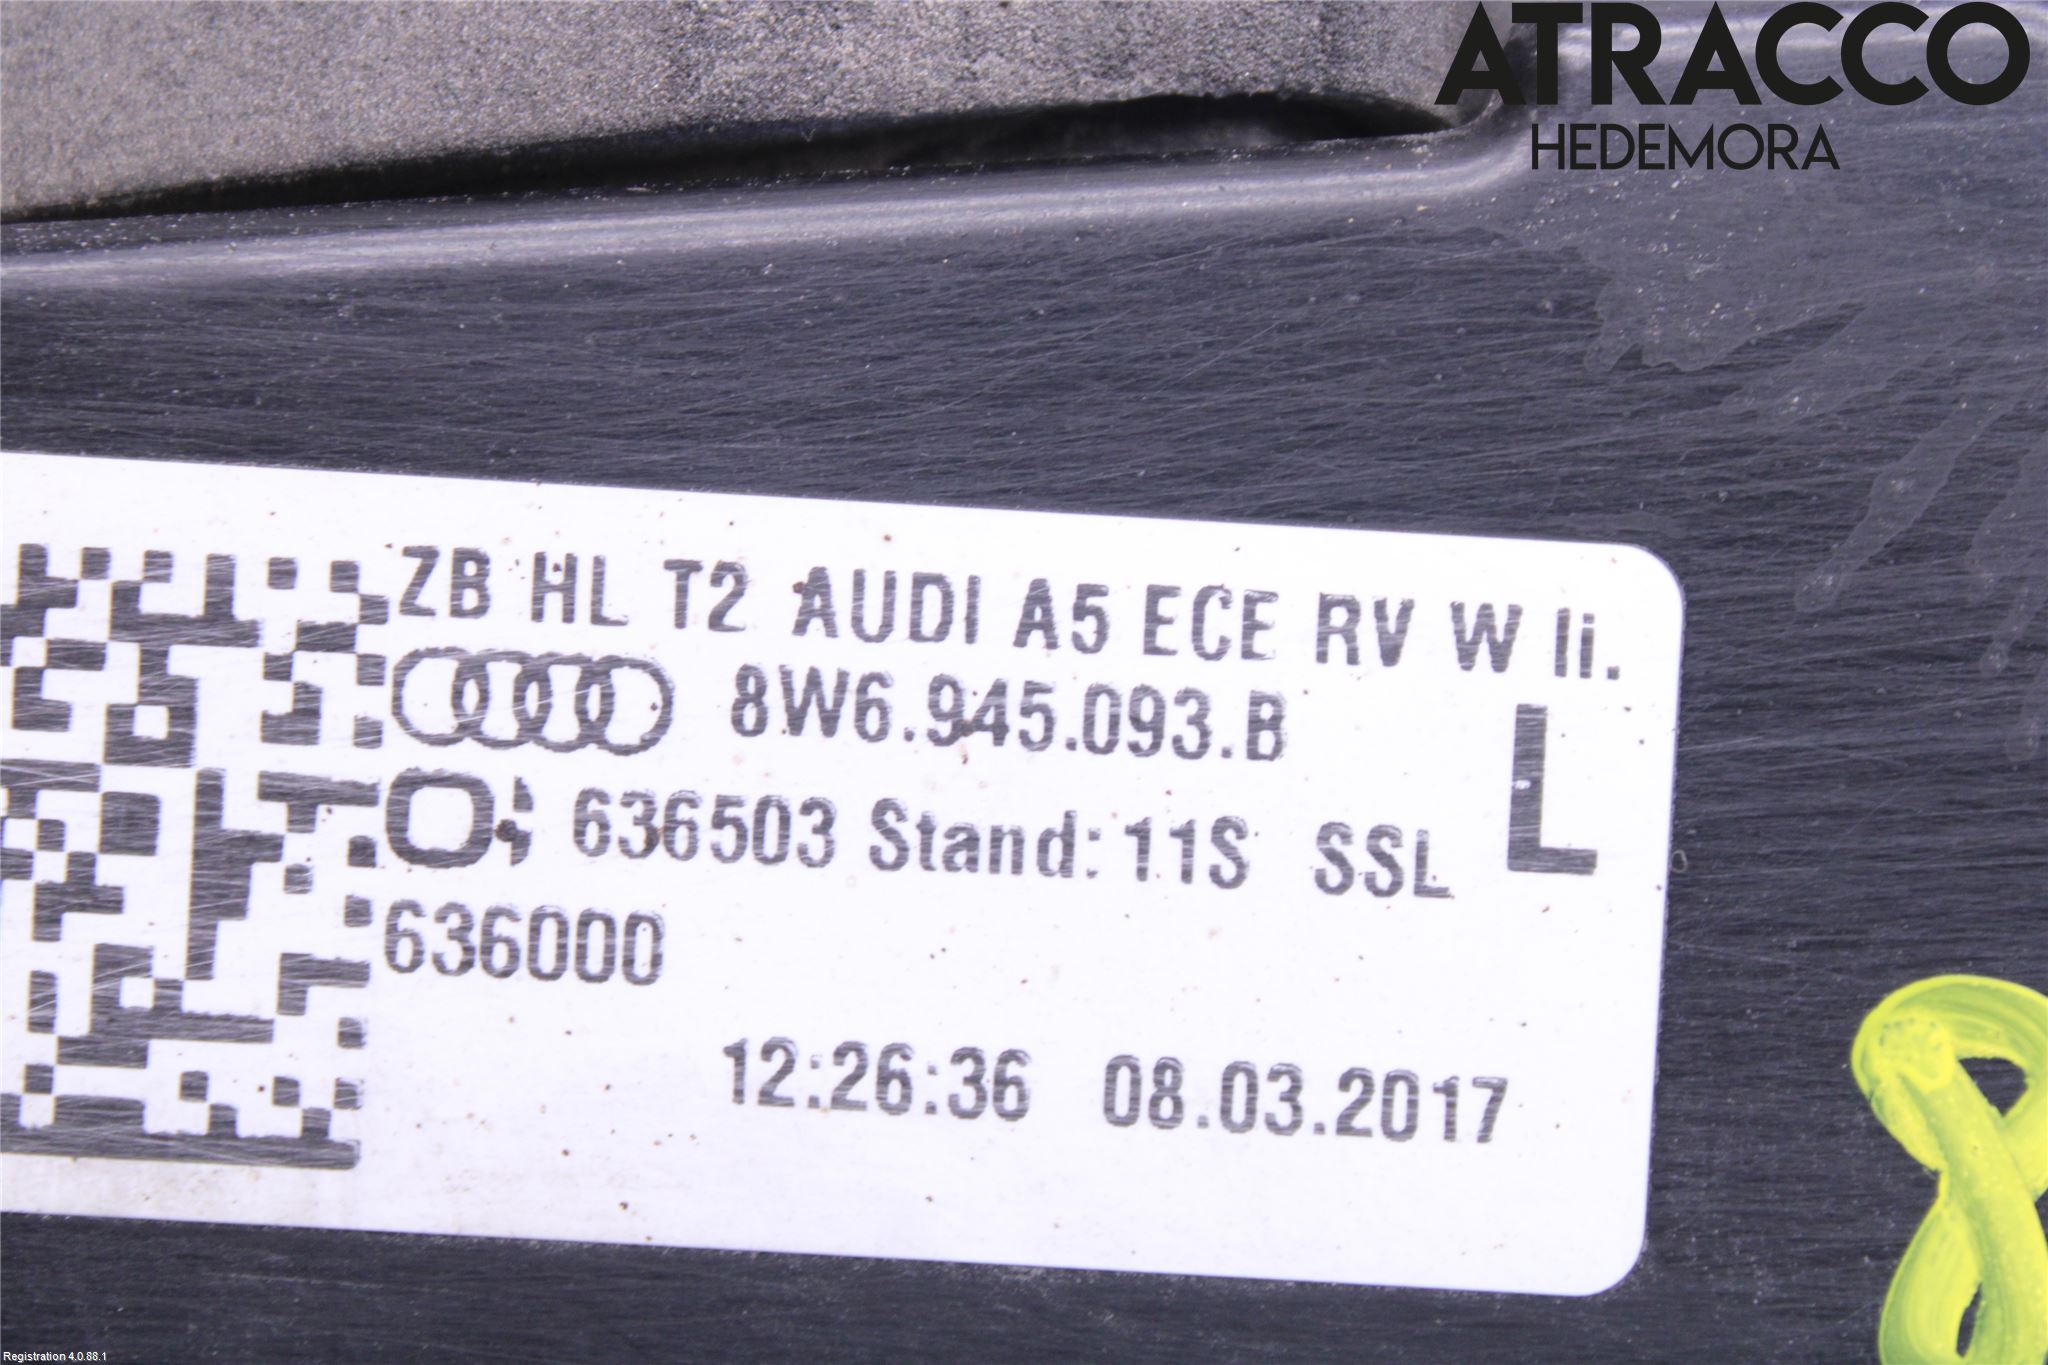 ATRACCO
HEDEMORA
ZB HL T2 AUDI A5 ECE RV W li.
8W6.945.093.B
L
636503 Stand: 11S SSL
636000
12:26:36 08.03.2017
8
Registration 4.0.88.1